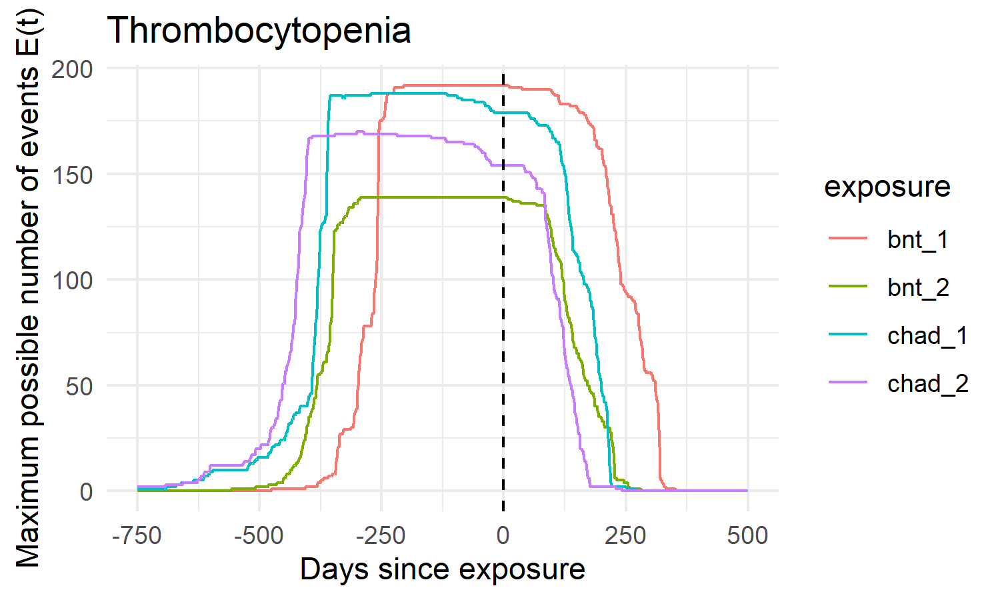 Thrombocytopenia
Maximum possible number of events E(t)
200
150
100
50
0
-750 -500 -250 0 250 500
Days since exposure
exposure
bnt_1
bnt_2
chad_1
chad_2